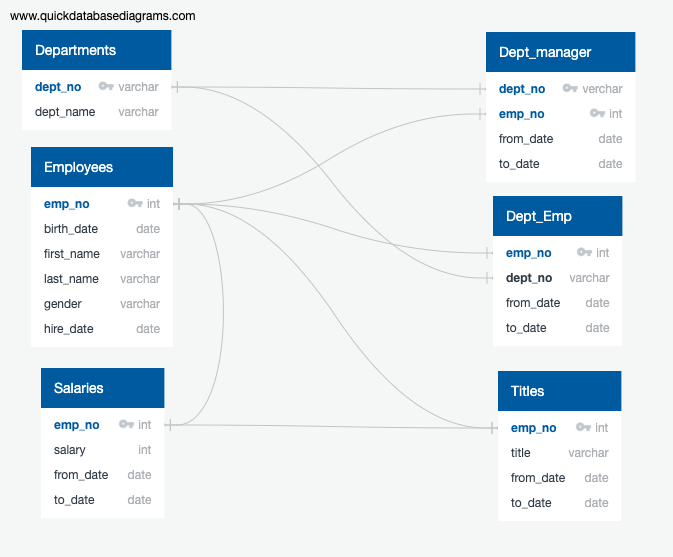 www.quickdatabasediagrams.com
Departments
dept_no varchar
dept_name varchar
Employees
emp_no int
birth_date date
first_name varchar
last_name varchar
gender varchar
hire_date date
Salaries
emp_no int
salary int
from_date date
to_date date
Dept_manager
dept_no verchar
emp_no int
from_date date
to_date date
Dept_Emp
emp_no int
dept_no varchar
from_date date
to_date date
Titles
emp_no int
title varchar
from_date date
to_date date